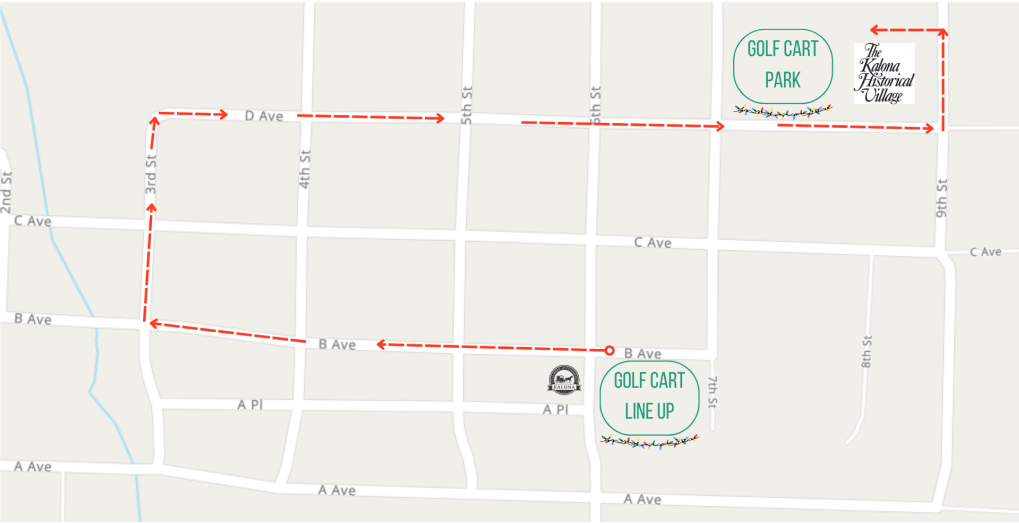 GOLF CART
PARK
The
Kalona
Historical
Village
5th St
6th St
D Ave
3rd St
4th St
2nd St
9th St
C Ave
C Ave
C Ave
B Ave
B Ave
B Ave
8th St
KALONA
GOLF CART
LINE UP
7th St
A Pl
A Pl
A Ave
A Ave
A Ave